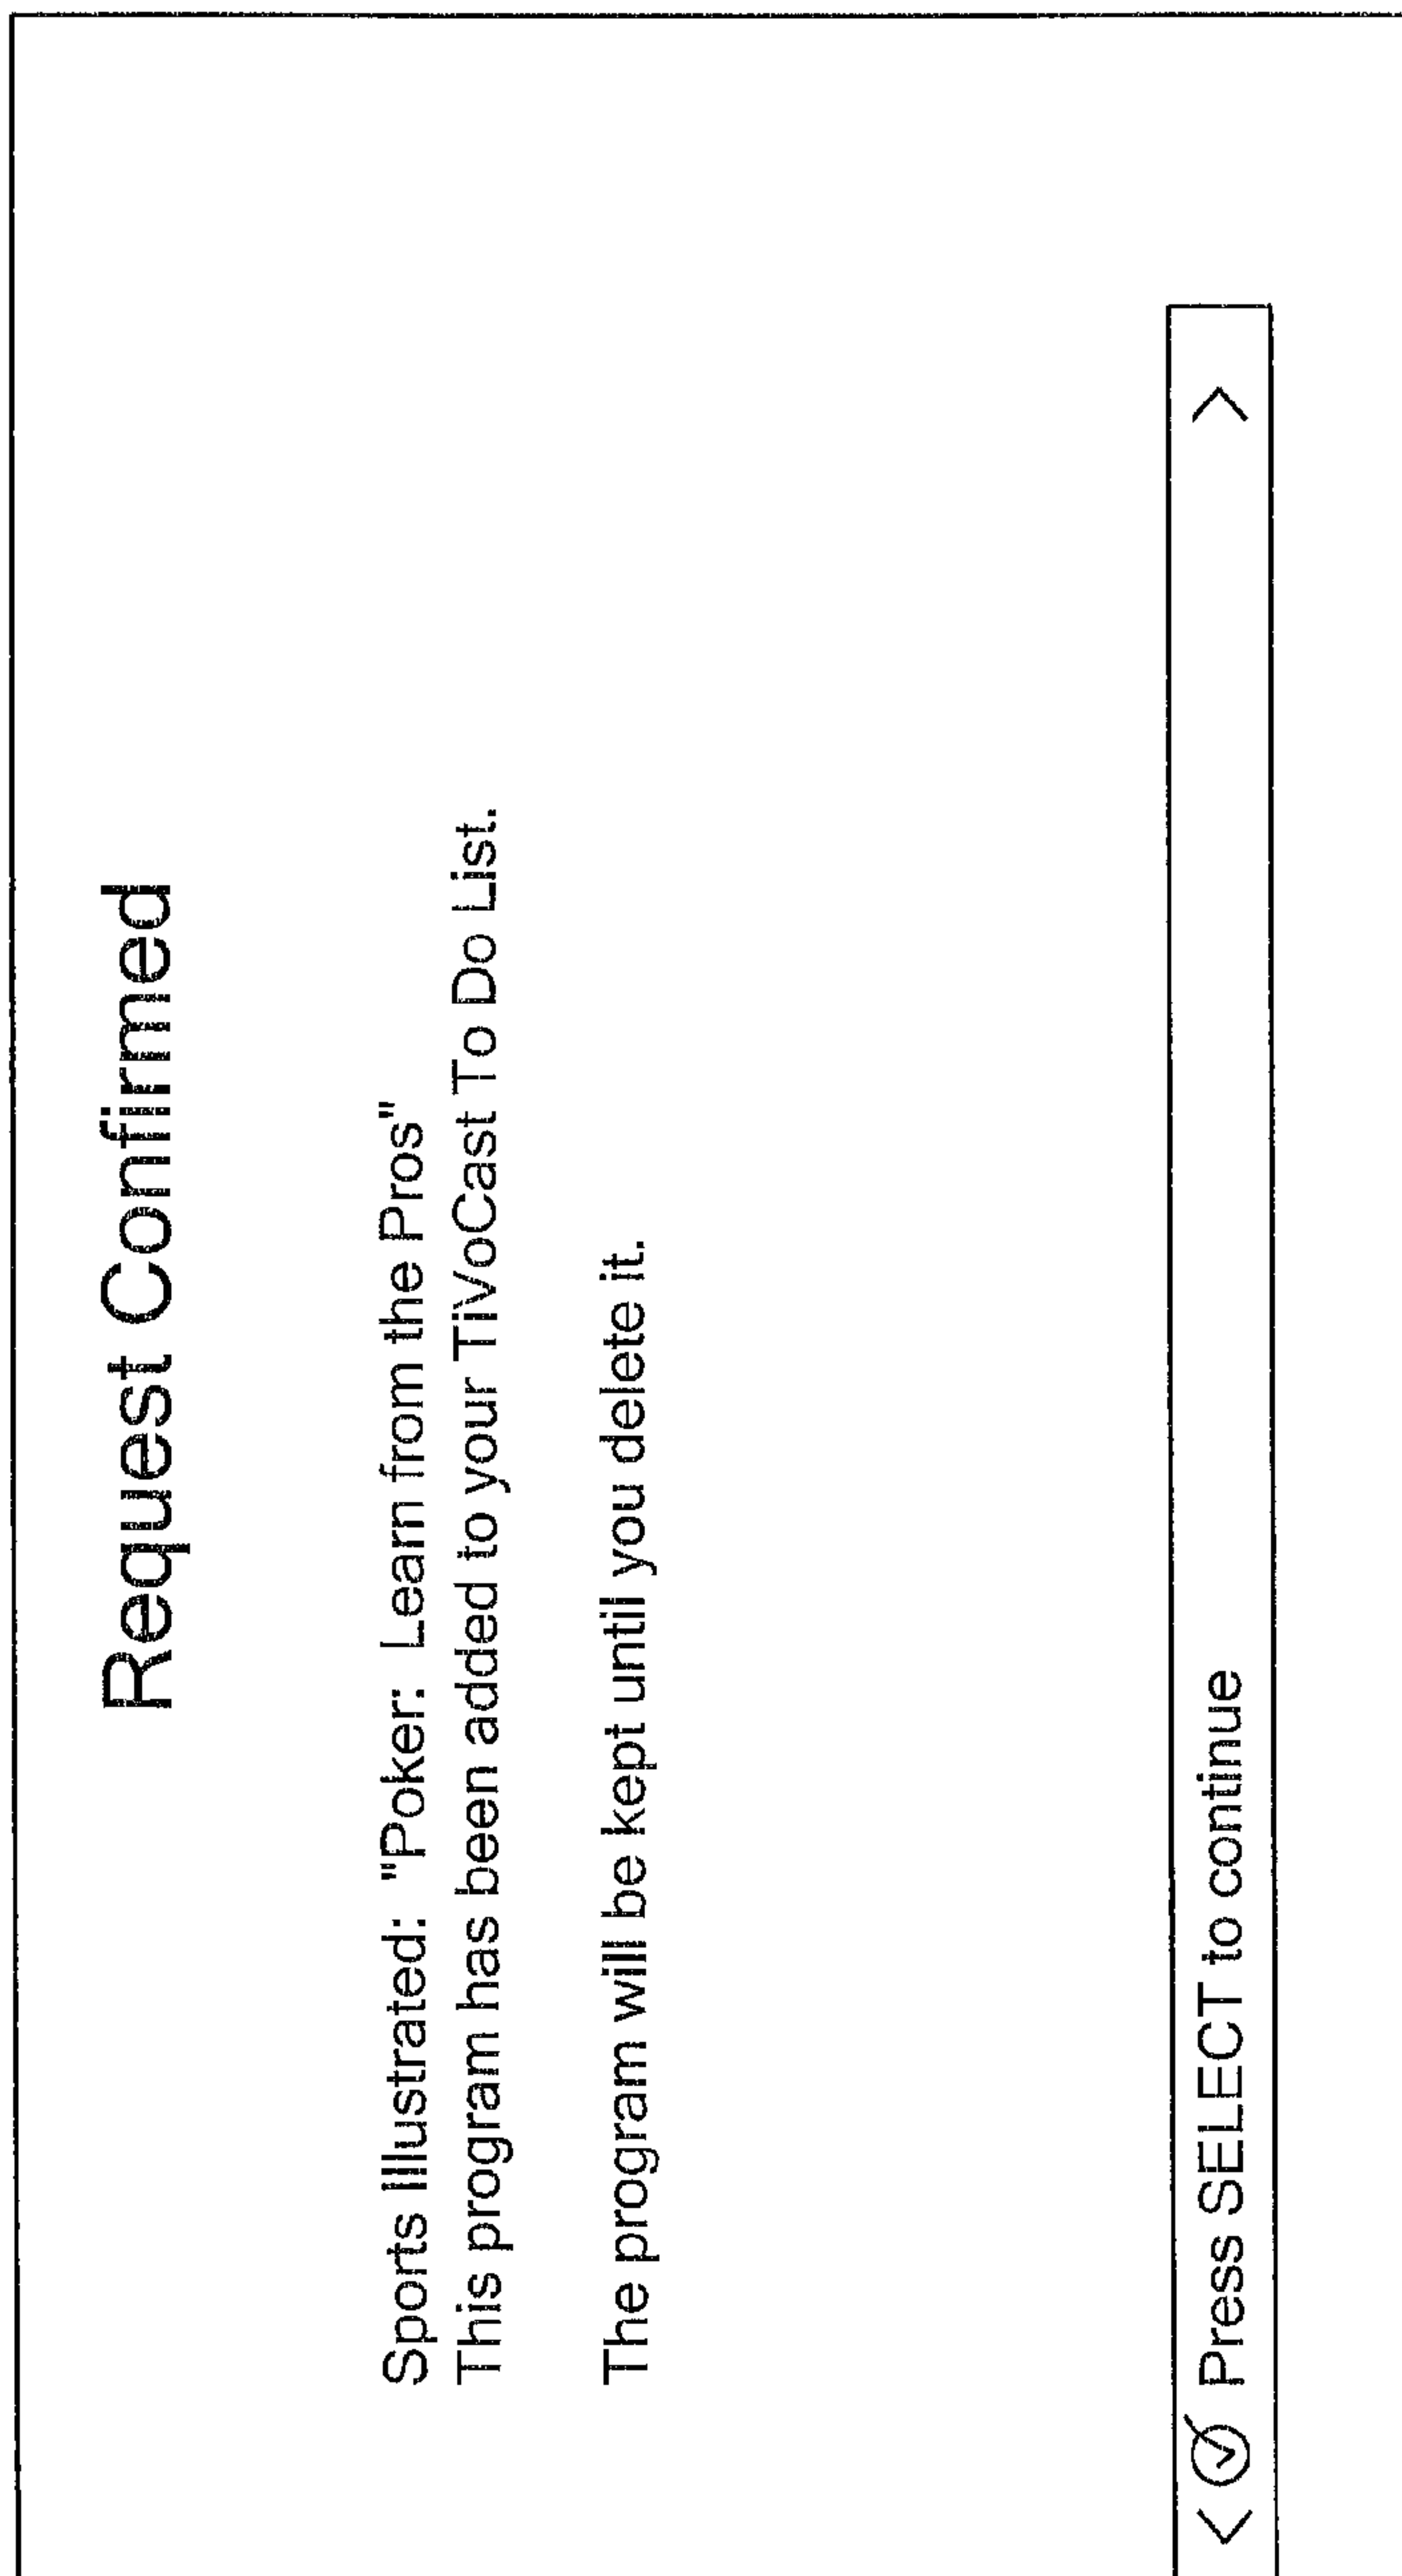 Request Confirmed
Sports Illustrated: "Poker: Learn from the Pros"
This program has been added to your TiVoCast To Do List.
The program will be kept until you delete it.
< Press SELECT to continue >